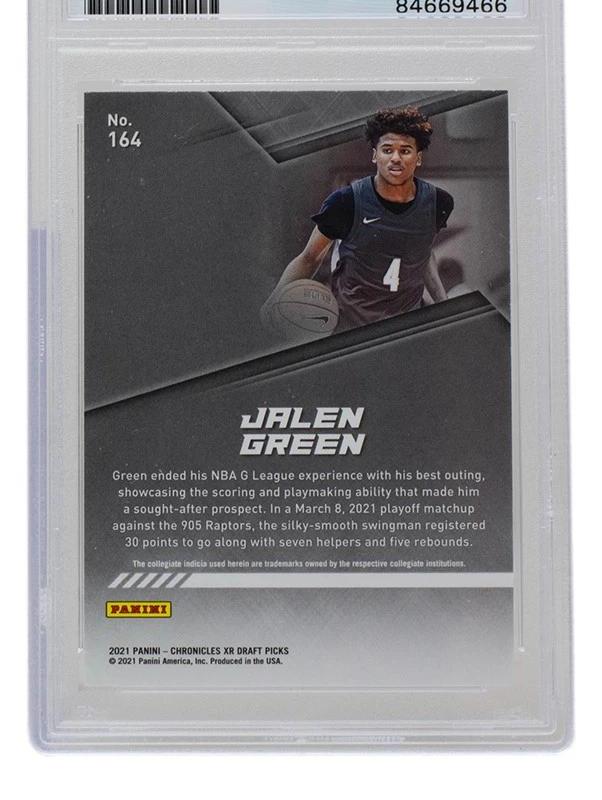 84669466
No.
164
4
JALEN
GREEN
Green ended his NBA G League experience with his best outing,
showcasing the scoring and playmaking ability that made him
a sought-after prospect. In a March 8, 2021 playoff matchup
against the 905 Raptors, the silky-smooth swingman registered
30 points to go along with seven helpers and five rebounds.
The collegiate indicia used herein are trademarks owned by the respective collegiate institutions.
PANINI
2021 PANINI – CHRONICLES XR DRAFT PICKS
© 2021 Panini America, Inc. Produced in the USA.